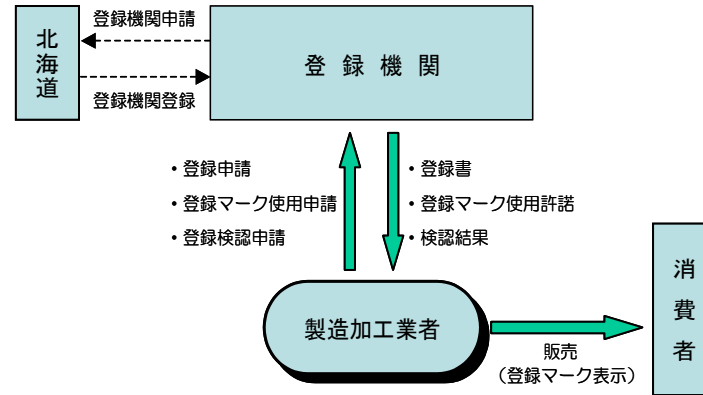 登録機関申請
北海道
登録機関
登録機関登録
・登録申請
・登録マーク使用申請
・登録検認申請
・登録書
・登録マーク使用許諾
・検認結果
製造加工業者
消費者
販売
（登録マーク表示）